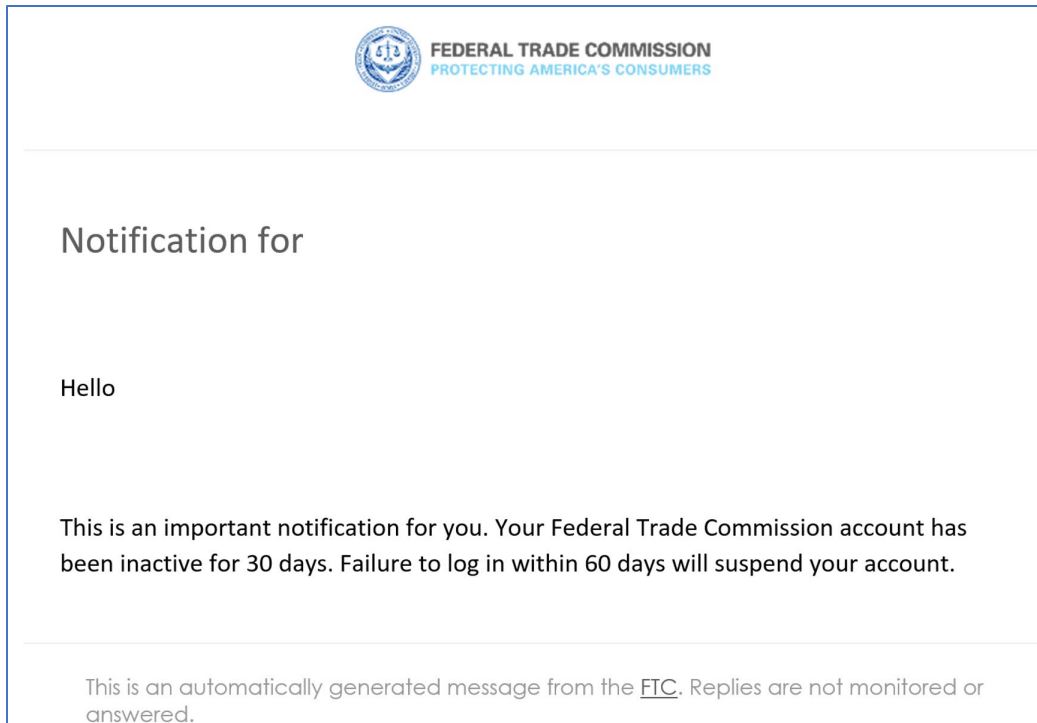 FEDERAL TRADE COMMISSION
PROTECTING AMERICA'S CONSUMERS
Notification for
Hello
This is an important notification for you. Your Federal Trade Commission account has
been inactive for 30 days. Failure to log in within 60 days will suspend your account.
This is an automatically generated message from the FTC. Replies are not monitored or
answered.